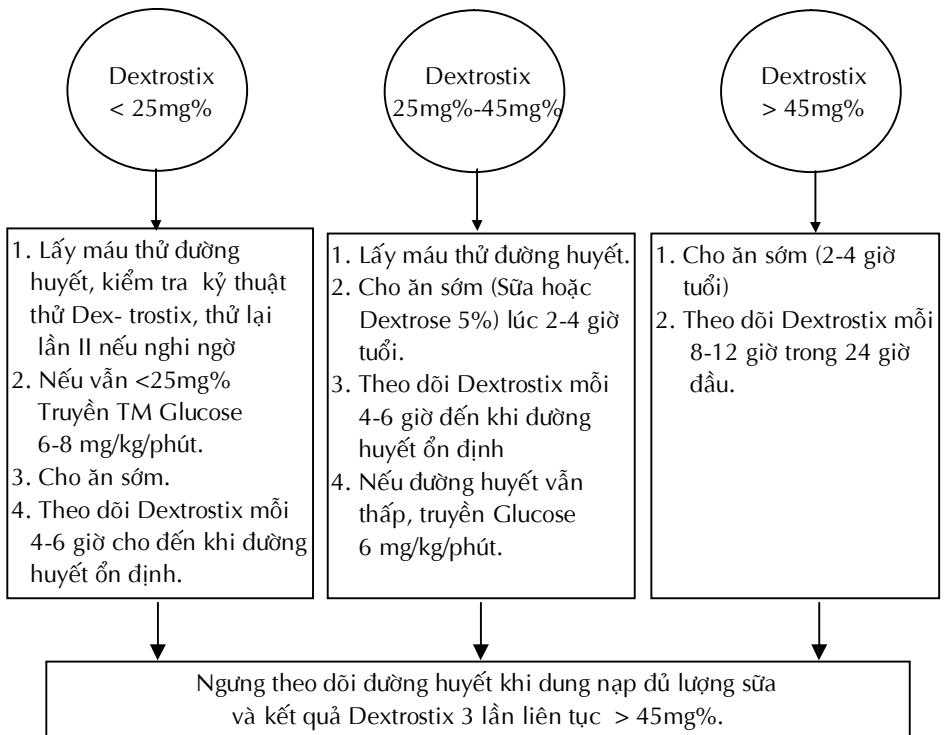 Dextrostix
< 25mg%
Dextrostix
25mg%-45mg%
Dextrostix
> 45mg%
1. Lấy máu thử đường
huyết, kiểm tra kỷ thuật
thử Dex- trostix, thử lại
lần II nếu nghi ngờ
2. Nếu vẫn <25mg%
Truyền TM Glucose
6-8 mg/kg/phút.
3. Cho ăn sớm.
4. Theo dõi Dextrostix mỗi
4-6 giờ cho đến khi đường
huyết ổn định.
1. Lấy máu thử đường huyết.
2. Cho ăn sớm (Sữa hoặc
Dextrose 5%) lúc 2-4 giờ
tuổi.
3. Theo dõi Dextrostix mỗi
4-6 giờ đến khi đường
huyết ổn định
4. Nếu đường huyết vẫn
thấp, truyền Glucose
6 mg/kg/phút.
1. Cho ăn sớm (2-4 giờ
tuổi)
2. Theo dõi Dextrostix mỗi
8-12 giờ trong 24 giờ
đầu.
Ngưng theo dõi đường huyết khi dung nạp đủ lượng sữa
và kết quả Dextrostix 3 lần liên tục > 45mg%.